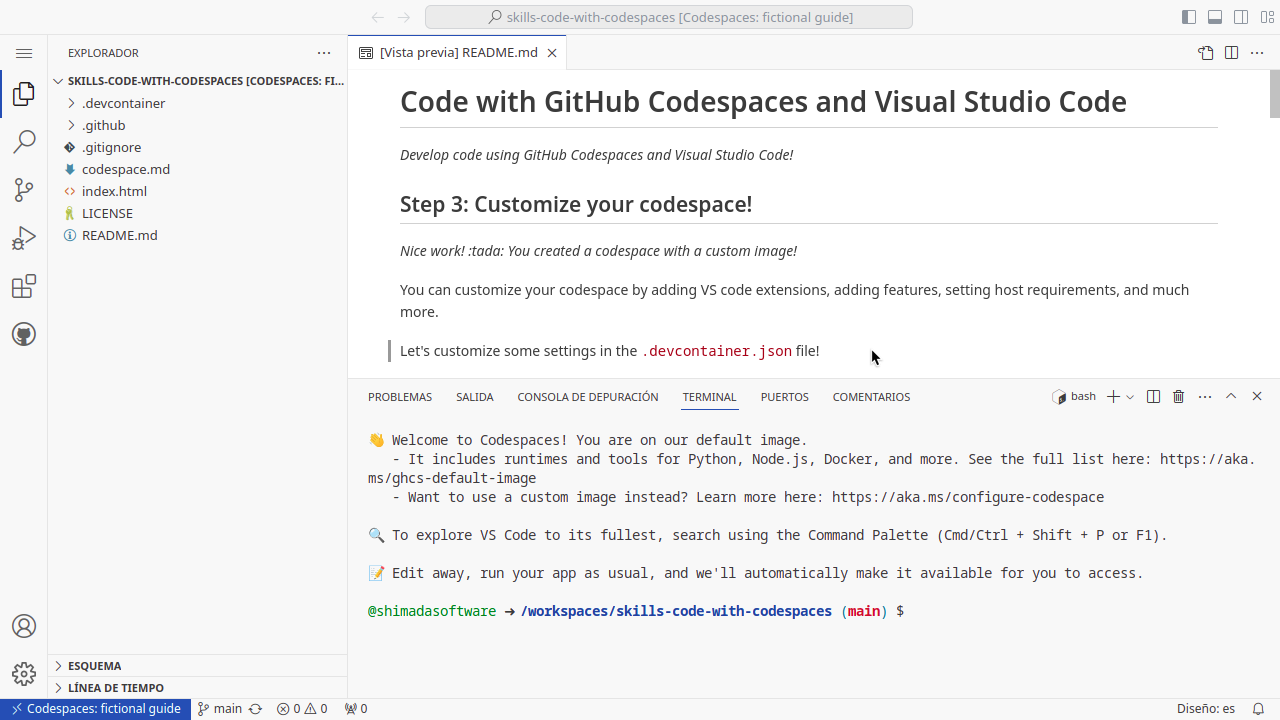 skills-code-with-codespaces [Codespaces: fictional guide]
EXPLORADOR
SKILLS-CODE-WITH-CODESPACES [CODESPACES: FI...
.devcontainer
.github
.gitignore
codespace.md
index.html
LICENSE
README.md
ESQUEMA
LÍNEA DE TIEMPO
[Vista previa] README.md
Code with GitHub Codespaces and Visual Studio Code
Develop code using GitHub Codespaces and Visual Studio Code!
Step 3: Customize your codespace!
Nice work! :tada: You created a codespace with a custom image!
You can customize your codespace by adding VS code extensions, adding features, setting host requirements, and much
more.
Let's customize some settings in the .devcontainer.json file!
PROBLEMAS SALIDA CONSOLA DE DEPURACIÓN TERMINAL PUERTOS COMENTARIOS bash
👋 Welcome to Codespaces! You are on our default image.
- It includes runtimes and tools for Python, Node.js, Docker, and more. See the full list here: https://aka.
ms/ghcs-default-image
- Want to use a custom image instead? Learn more here: https://aka.ms/configure-codespace
🔍 To explore VS Code to its fullest, search using the Command Palette (Cmd/Ctrl + Shift + P or F1).
📝 Edit away, run your app as usual, and we'll automatically make it available for you to access.
@shimadasoftware ➜ /workspaces/skills-code-with-codespaces (main) $
Codespaces: fictional guide main 0 0 0 Diseño: es